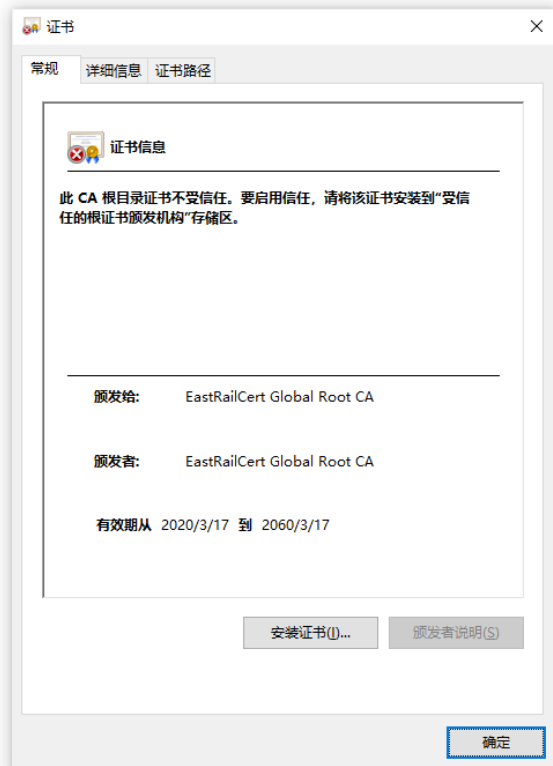 证书
常规
详细信息
证书路径
证书信息
此 CA 根目录证书不受信任。要启用信任，请将该证书安装到“受信
任的根证书颁发机构”存储区。
颁发给: EastRailCert Global Root CA
颁发者: EastRailCert Global Root CA
有效期从 2020/3/17 到 2060/3/17
安装证书(I)...
颁发者说明(S)
确定